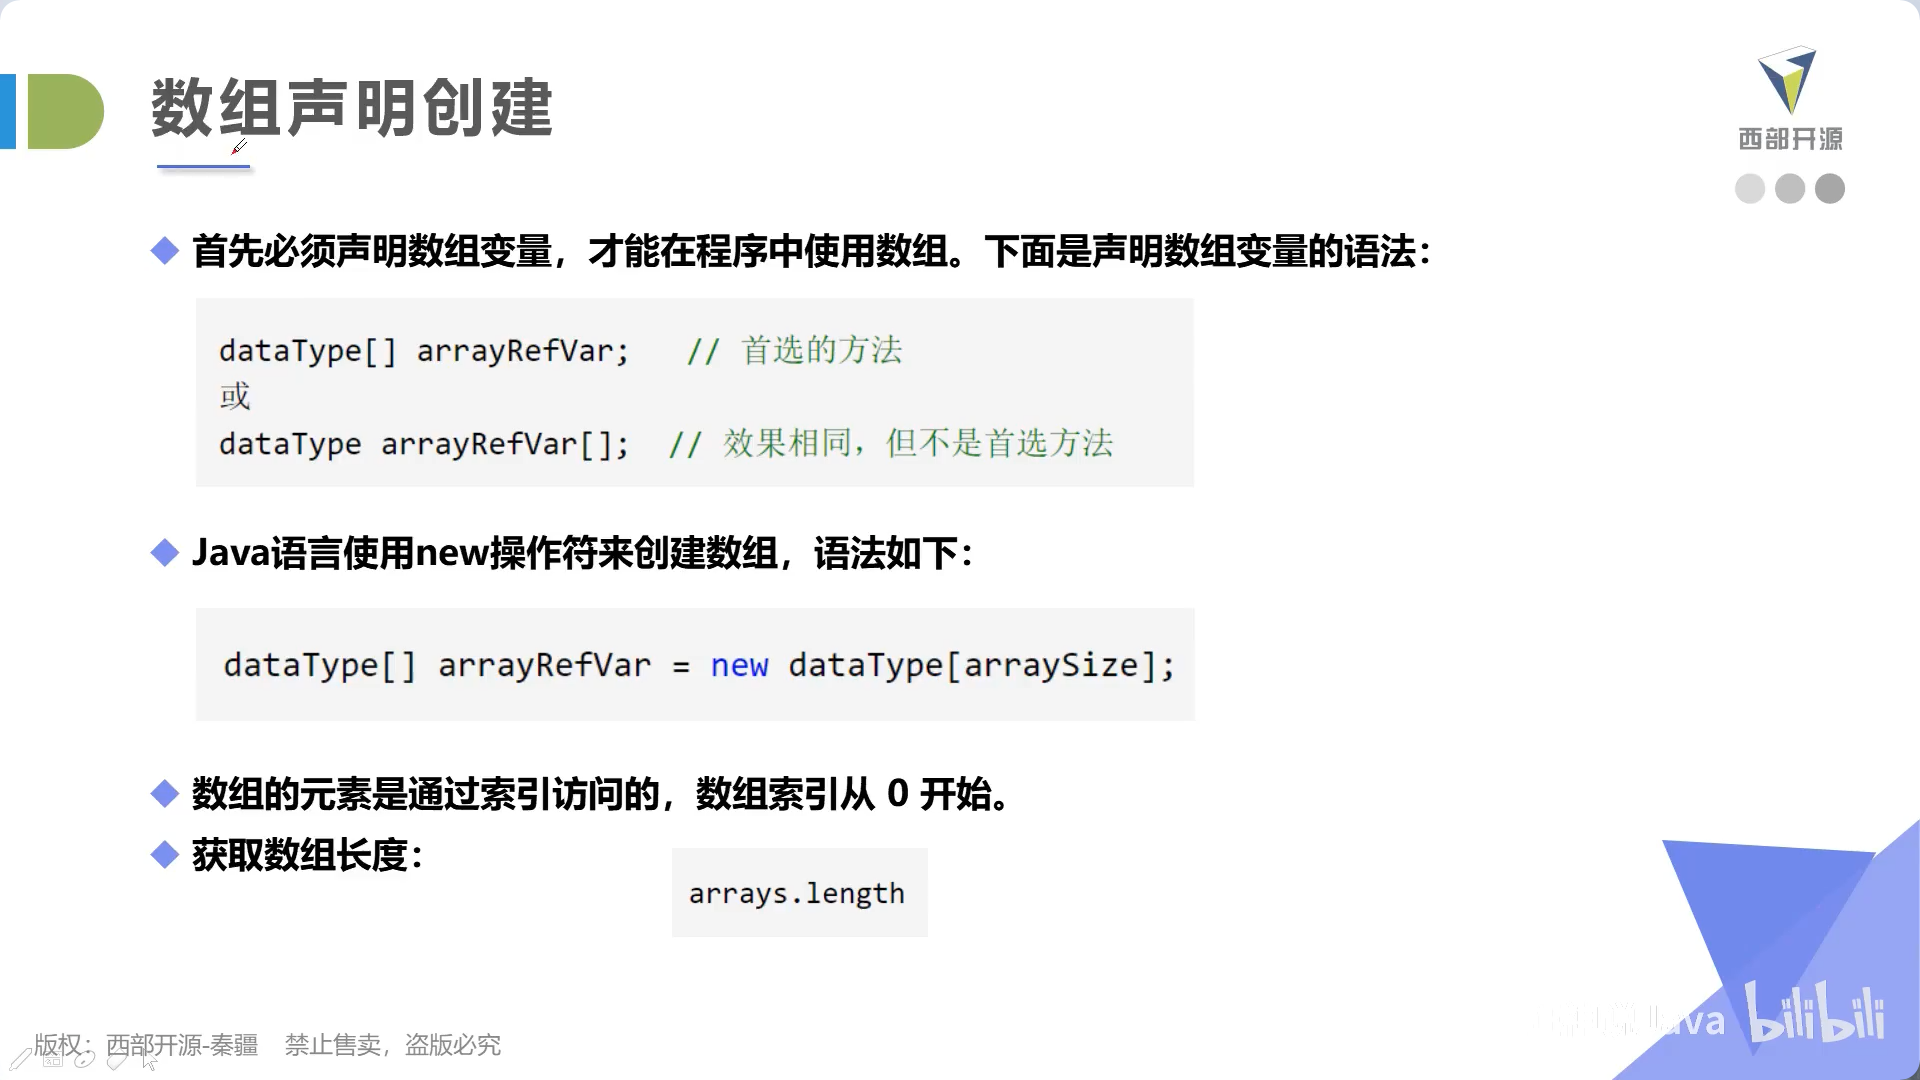 数组声明创建
西部开源
首先必须声明数组变量，才能在程序中使用数组。下面是声明数组变量的语法：
dataType[] arrayRefVar;   // 首选的方法
或
dataType arrayRefVar[];  // 效果相同，但不是首选方法
Java语言使用new操作符来创建数组，语法如下：
dataType[] arrayRefVar = new dataType[arraySize];
数组的元素是通过索引访问的，数组索引从 0 开始。
获取数组长度：
arrays.length
Java bilibili
版权：西部开源-秦疆    禁止售卖，盗版必究